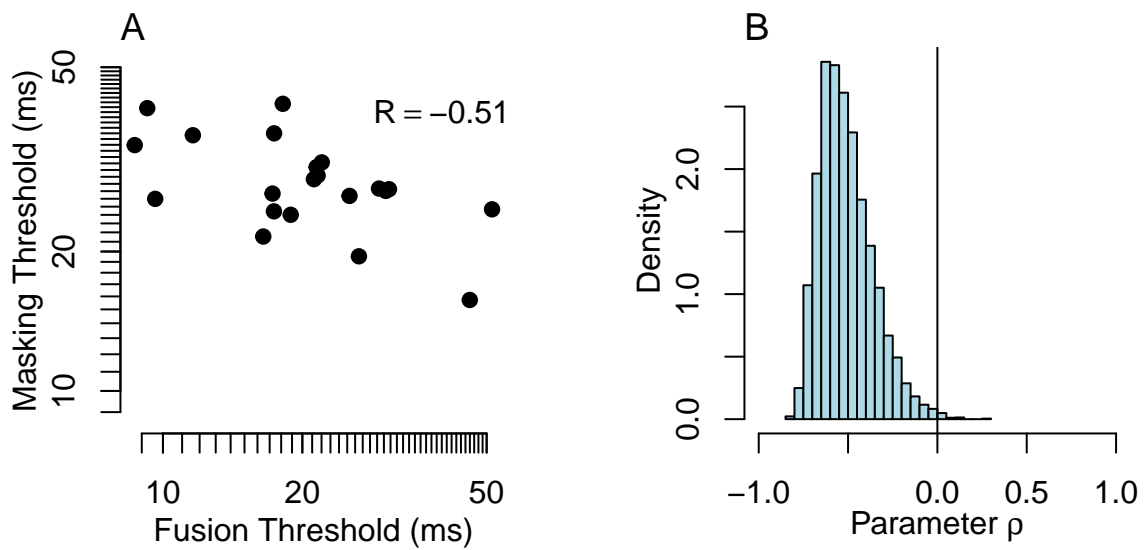 A
R = −0.51
Masking Threshold (ms)
50
20
10
10 20 50
Fusion Threshold (ms)
B
Density
2.0
1.0
0.0
−1.0 0.0 0.5 1.0
Parameter ρ